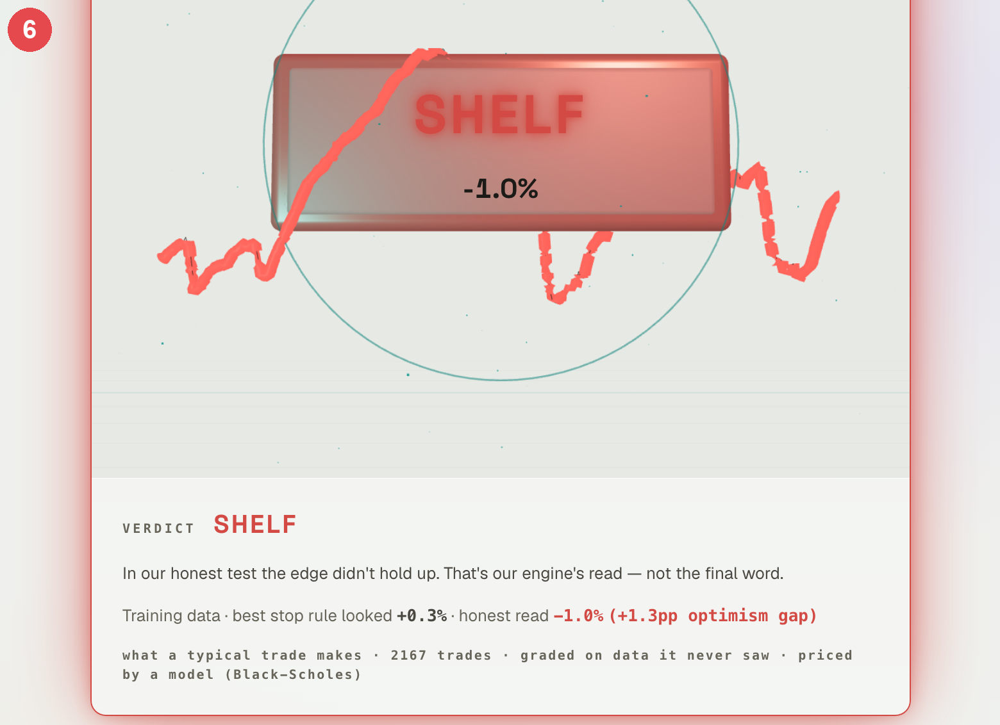 6
SHELF
-1.0%
VERDICT SHELF
In our honest test the edge didn't hold up. That's our engine's read — not the final word.
Training data · best stop rule looked +0.3% · honest read −1.0% (+1.3pp optimism gap)
what a typical trade makes · 2167 trades · graded on data it never saw · priced
by a model (Black–Scholes)